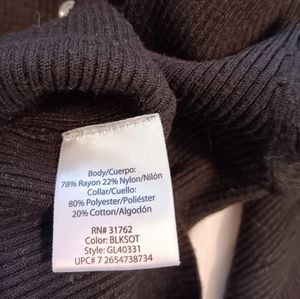 Body/Cuerpo:
78% Rayon 22% Nylon/Nilón
Collar/Cuello:
80% Polyester/Poliéster
20% Cotton/Algodón
RN# 31762
Color: BLKSOT
Style: GL40331
UPC# 7 2654738734